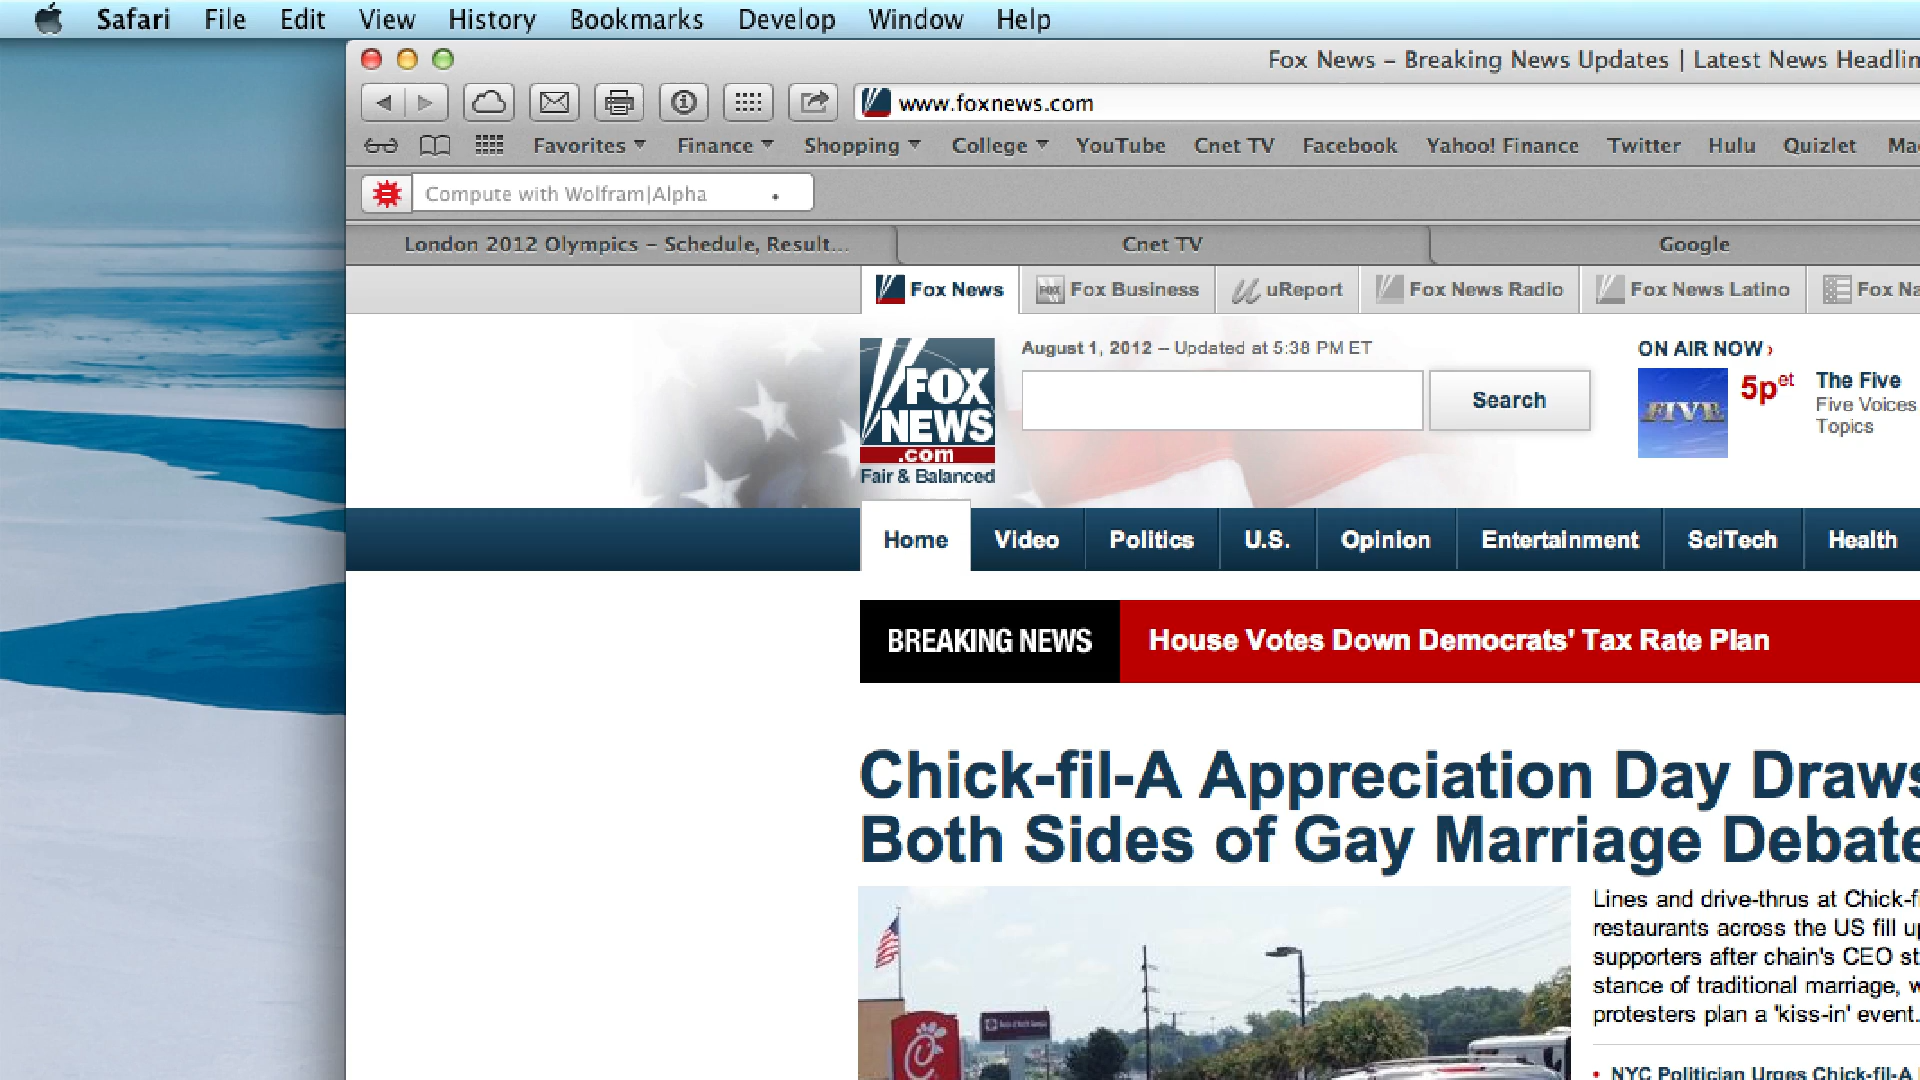 Safari File Edit View History Bookmarks Develop Window Help
Fox News – Breaking News Updates | Latest News
www.foxnews.com
Favorites Finance Shopping College YouTube Cnet TV Facebook Yahoo! Finance Twitter Hulu Quizlet
Compute with Wolfram|Alpha
London 2012 Olympics – Schedule, Result... Cnet TV Google
Fox News Fox Business uReport Fox News Radio Fox News Latino Fox
August 1, 2012 – Updated at 5:38 PM ET
ON AIR NOW ›
FOX
NEWS
.com
Fair & Balanced
Search
FIVE
5p et
The Five
Five Voices
Topics
Home Video Politics U.S. Opinion Entertainment SciTech Health
BREAKING NEWS House Votes Down Democrats' Tax Rate Plan
Chick-fil-A Appreciation Day Draws
Both Sides of Gay Marriage Debate
Lines and drive-thrus at
restaurants across the US fill
supporters after chain's CEO
stance of traditional marriage,
protesters plan a 'kiss-in' event.
• NYC Politician Urges Chick-fil-A